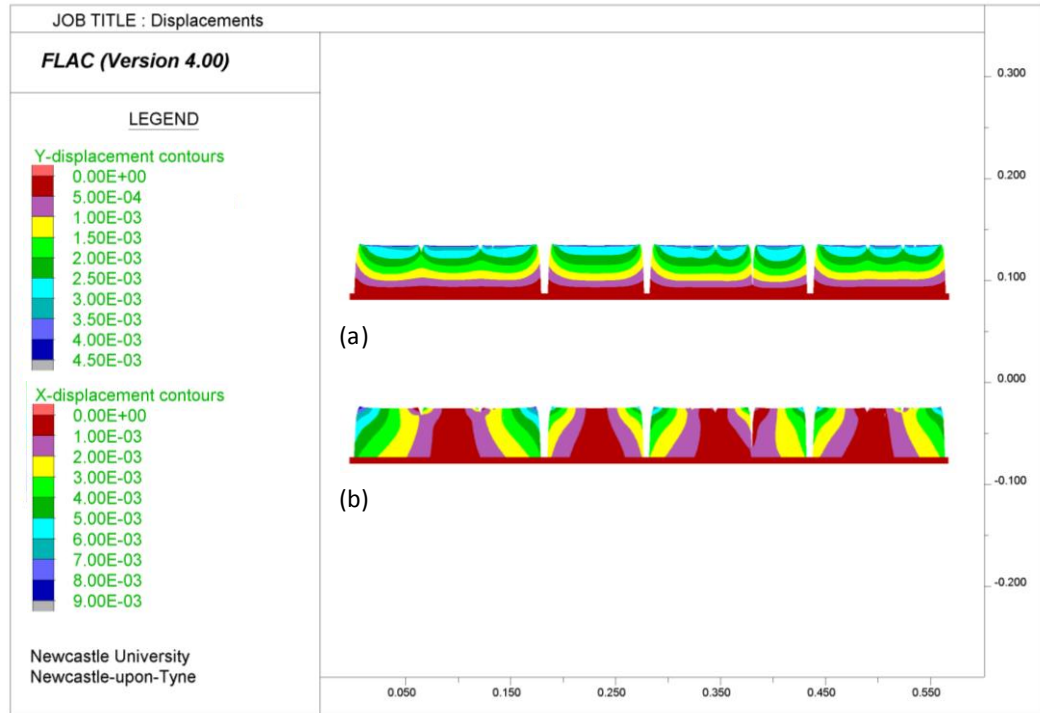 JOB TITLE : Displacements
FLAC (Version 4.00)
LEGEND
Y-displacement contours
0.00E+00
5.00E-04
1.00E-03
1.50E-03
2.00E-03
2.50E-03
3.00E-03
3.50E-03
4.00E-03
4.50E-03
X-displacement contours
0.00E+00
1.00E-03
2.00E-03
3.00E-03
4.00E-03
5.00E-03
6.00E-03
7.00E-03
8.00E-03
9.00E-03
Newcastle University
Newcastle-upon-Tyne
(a)
(b)
0.300
0.200
0.100
0.000
-0.100
-0.200
0.050 0.150 0.250 0.350 0.450 0.550